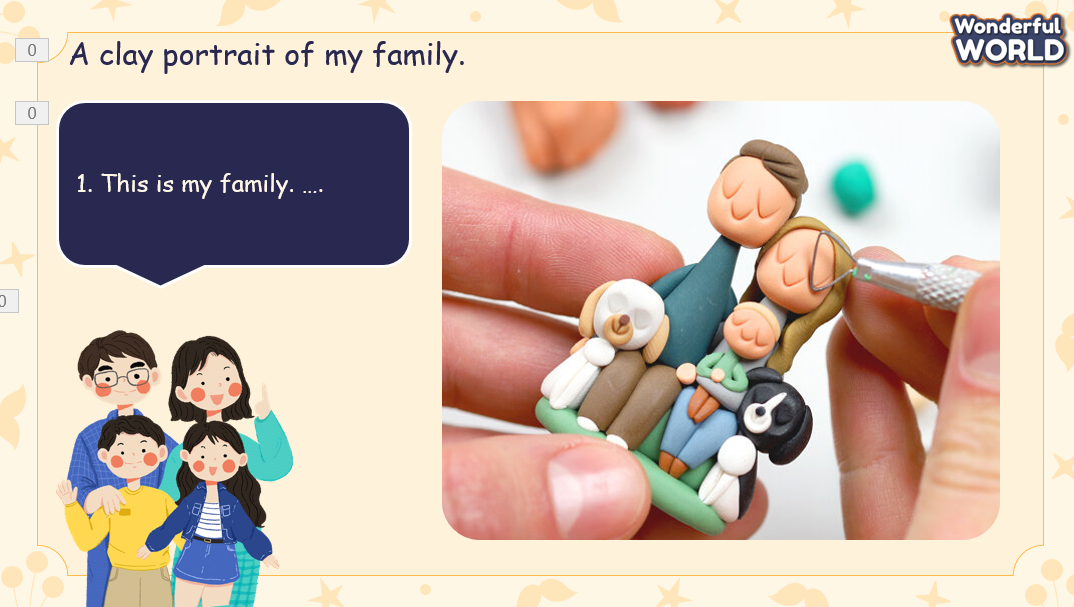 Wonderful
WORLD
0
A clay portrait of my family.
0
1. This is my family. ....
0